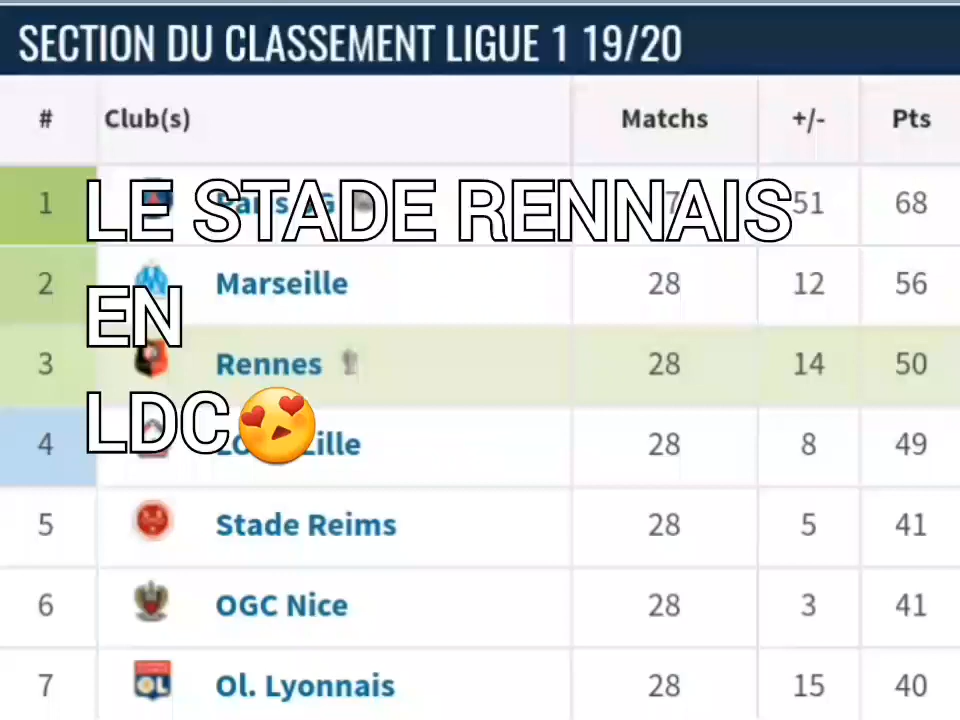 SECTION DU CLASSEMENT LIGUE 1 19/20
# Club(s) Matchs +/- Pts
1 51 68
LE STADE RENNAIS
2 Marseille 28 12 56
EN
3 Rennes 28 14 50
LDC😍
4 Lille 28 8 49
5 Stade Reims 28 5 41
6 OGC Nice 28 3 41
7 Ol. Lyonnais 28 15 40
OL